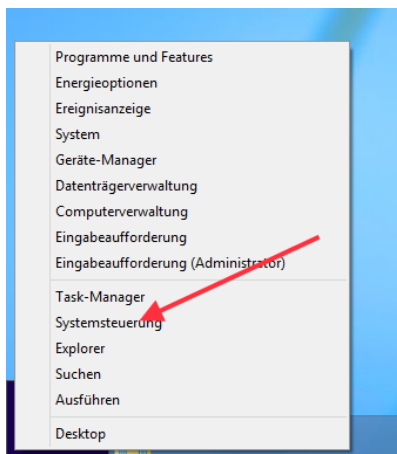 Programme und Features
Energieoptionen
Ereignisanzeige
System
Geräte-Manager
Datenträgerverwaltung
Computerverwaltung
Eingabeaufforderung
Eingabeaufforderung (Administrator)
Task-Manager
Systemsteuerung
Explorer
Suchen
Ausführen
Desktop